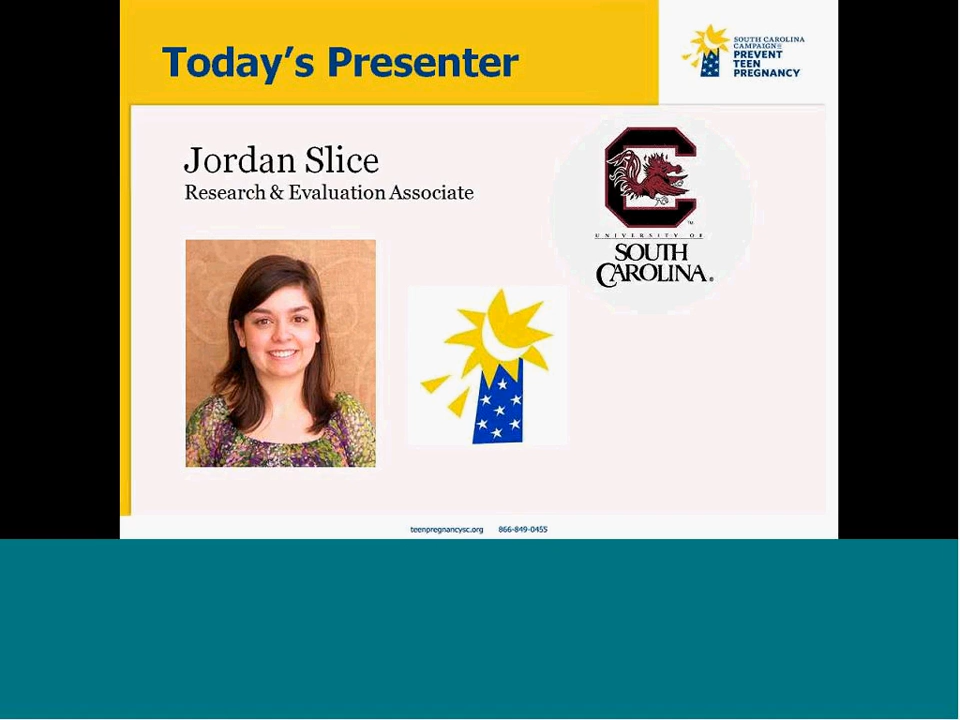 Today's Presenter
SOUTH CAROLINA
CAMPAIGN TO
PREVENT
TEEN
PREGNANCY
Jordan Slice
Research & Evaluation Associate
UNIVERSITY OF
SOUTH
CAROLINA®
teenpregnancysc.org 866-849-0455